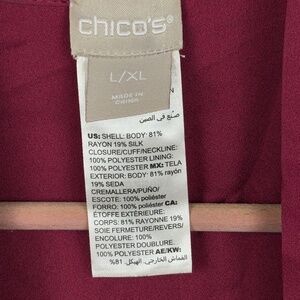 chico's®
L/XL
MADE IN
CHINA
N
صنع في الصين
US: SHELL: BODY: 81%
RAYON 19% SILK
CLOSURE/CUFF/NECKLINE:
100% POLYESTER LINING:
100% POLYESTER MX: TELA
EXTERIOR: BODY: 81% rayón
19% SEDA
CREMALLERA/PUÑO/
ESCOTE: 100% poliéster
FORRO: 100% poliéster CA:
ÉTOFFE EXTÉRIEURE:
CORPS: 81% RAYONNE 19%
SOIE FERMETURE/REVERS/
ENCOLURE: 100%
POLYESTER DOUBLURE:
100% POLYESTER AE/KW:
القماش الخارجي: الهيكل: 81%